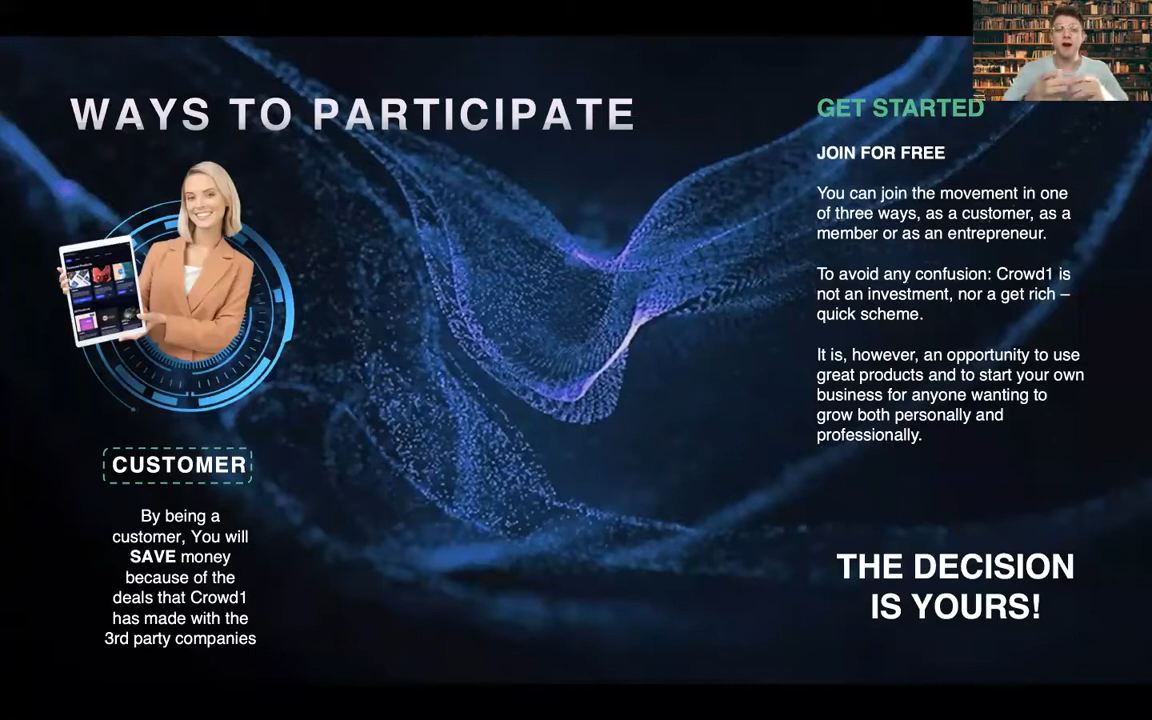 WAYS TO PARTICIPATE
CUSTOMER
By being a
customer, You will
SAVE money
because of the
deals that Crowd1
has made with the
3rd party companies
GET STARTED
JOIN FOR FREE
You can join the movement in one
of three ways, as a customer, as a
member or as an entrepreneur.
To avoid any confusion: Crowd1 is
not an investment, nor a get rich –
quick scheme.
It is, however, an opportunity to use
great products and to start your own
business for anyone wanting to
grow both personally and
professionally.
THE DECISION
IS YOURS!